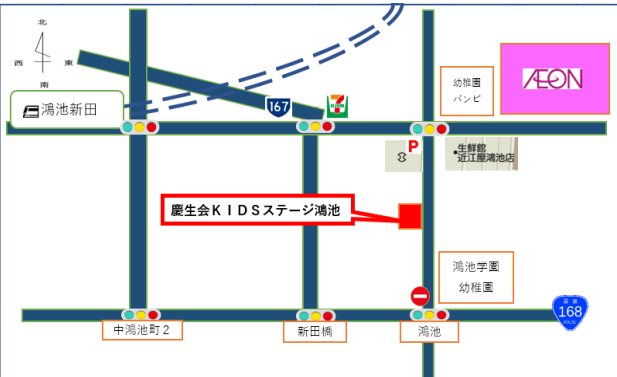 北
西
東
南
鴻池新田
167
幼稚園
バンビ
ÆON
P
・生鮮館
近江屋鴻池店
慶生会KIDSステージ鴻池
鴻池学園
幼稚園
中鴻池町2
新田橋
鴻池
168